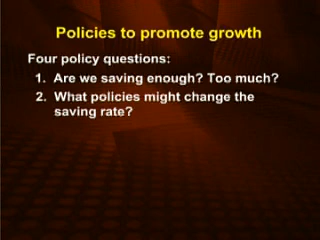 Policies to promote growth
Four policy questions:
1. Are we saving enough? Too much?
2. What policies might change the
saving rate?